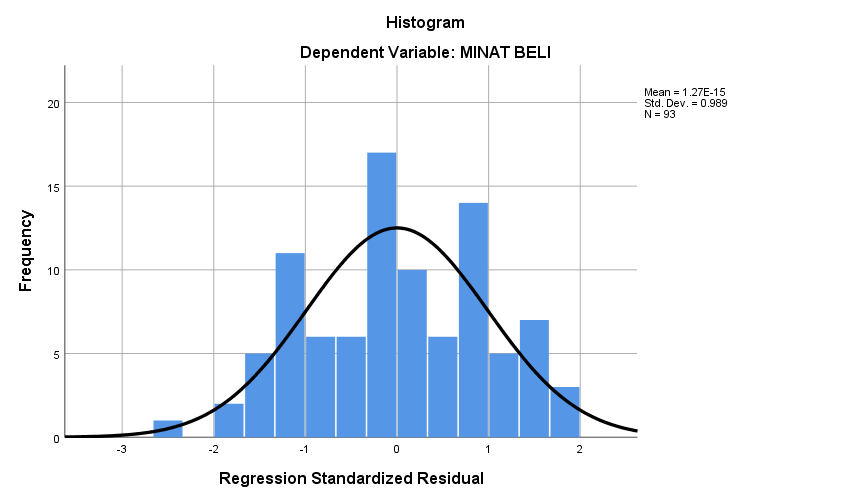 Histogram
Dependent Variable: MINAT BELI
Mean = 1.27E-15
Std. Dev. = 0.989
N = 93
20
15
10
5
0
Frequency
-3 -2 -1 0 1 2
Regression Standardized Residual